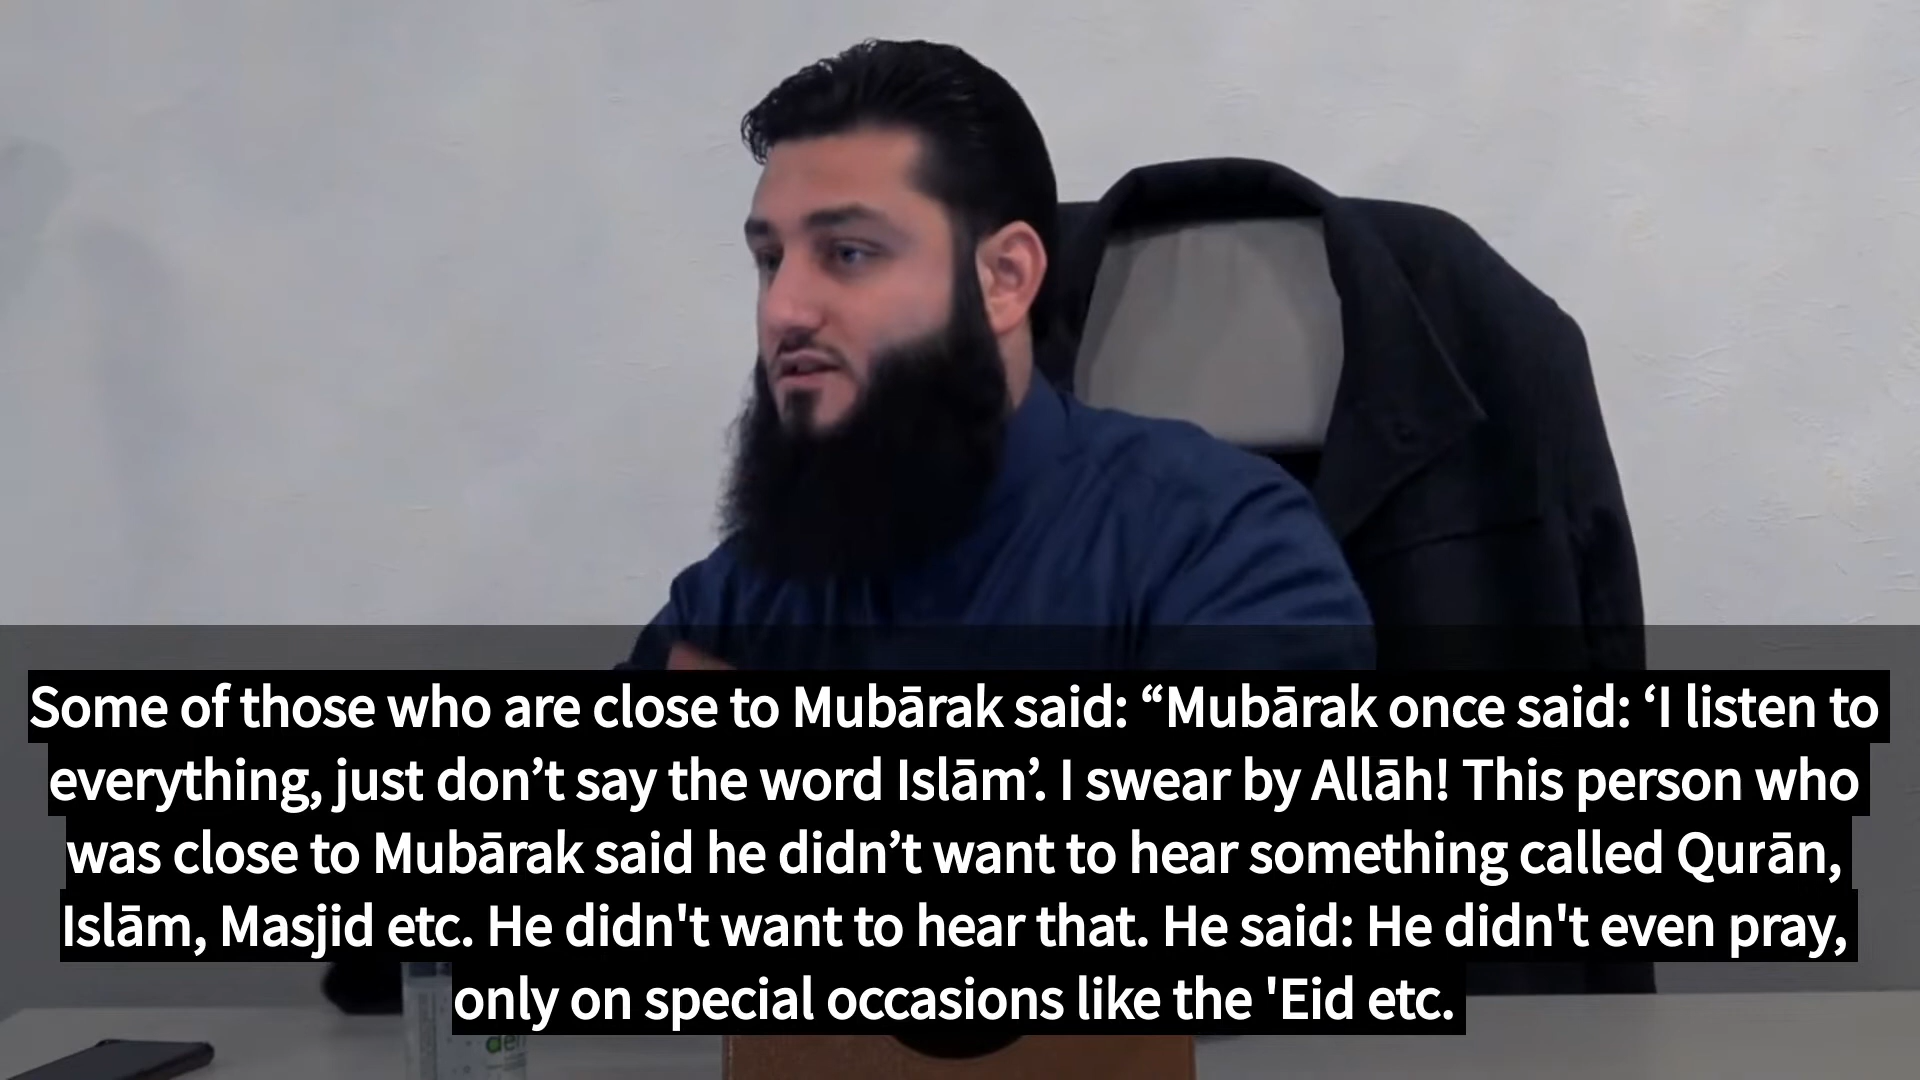 Some of those who are close to Mubārak said: “Mubārak once said: ‘I listen to
everything, just don’t say the word Islām’. I swear by Allāh! This person who
was close to Mubārak said he didn’t want to hear something called Qurān,
Islām, Masjid etc. He didn't want to hear that. He said: He didn't even pray,
only on special occasions like the 'Eid etc.